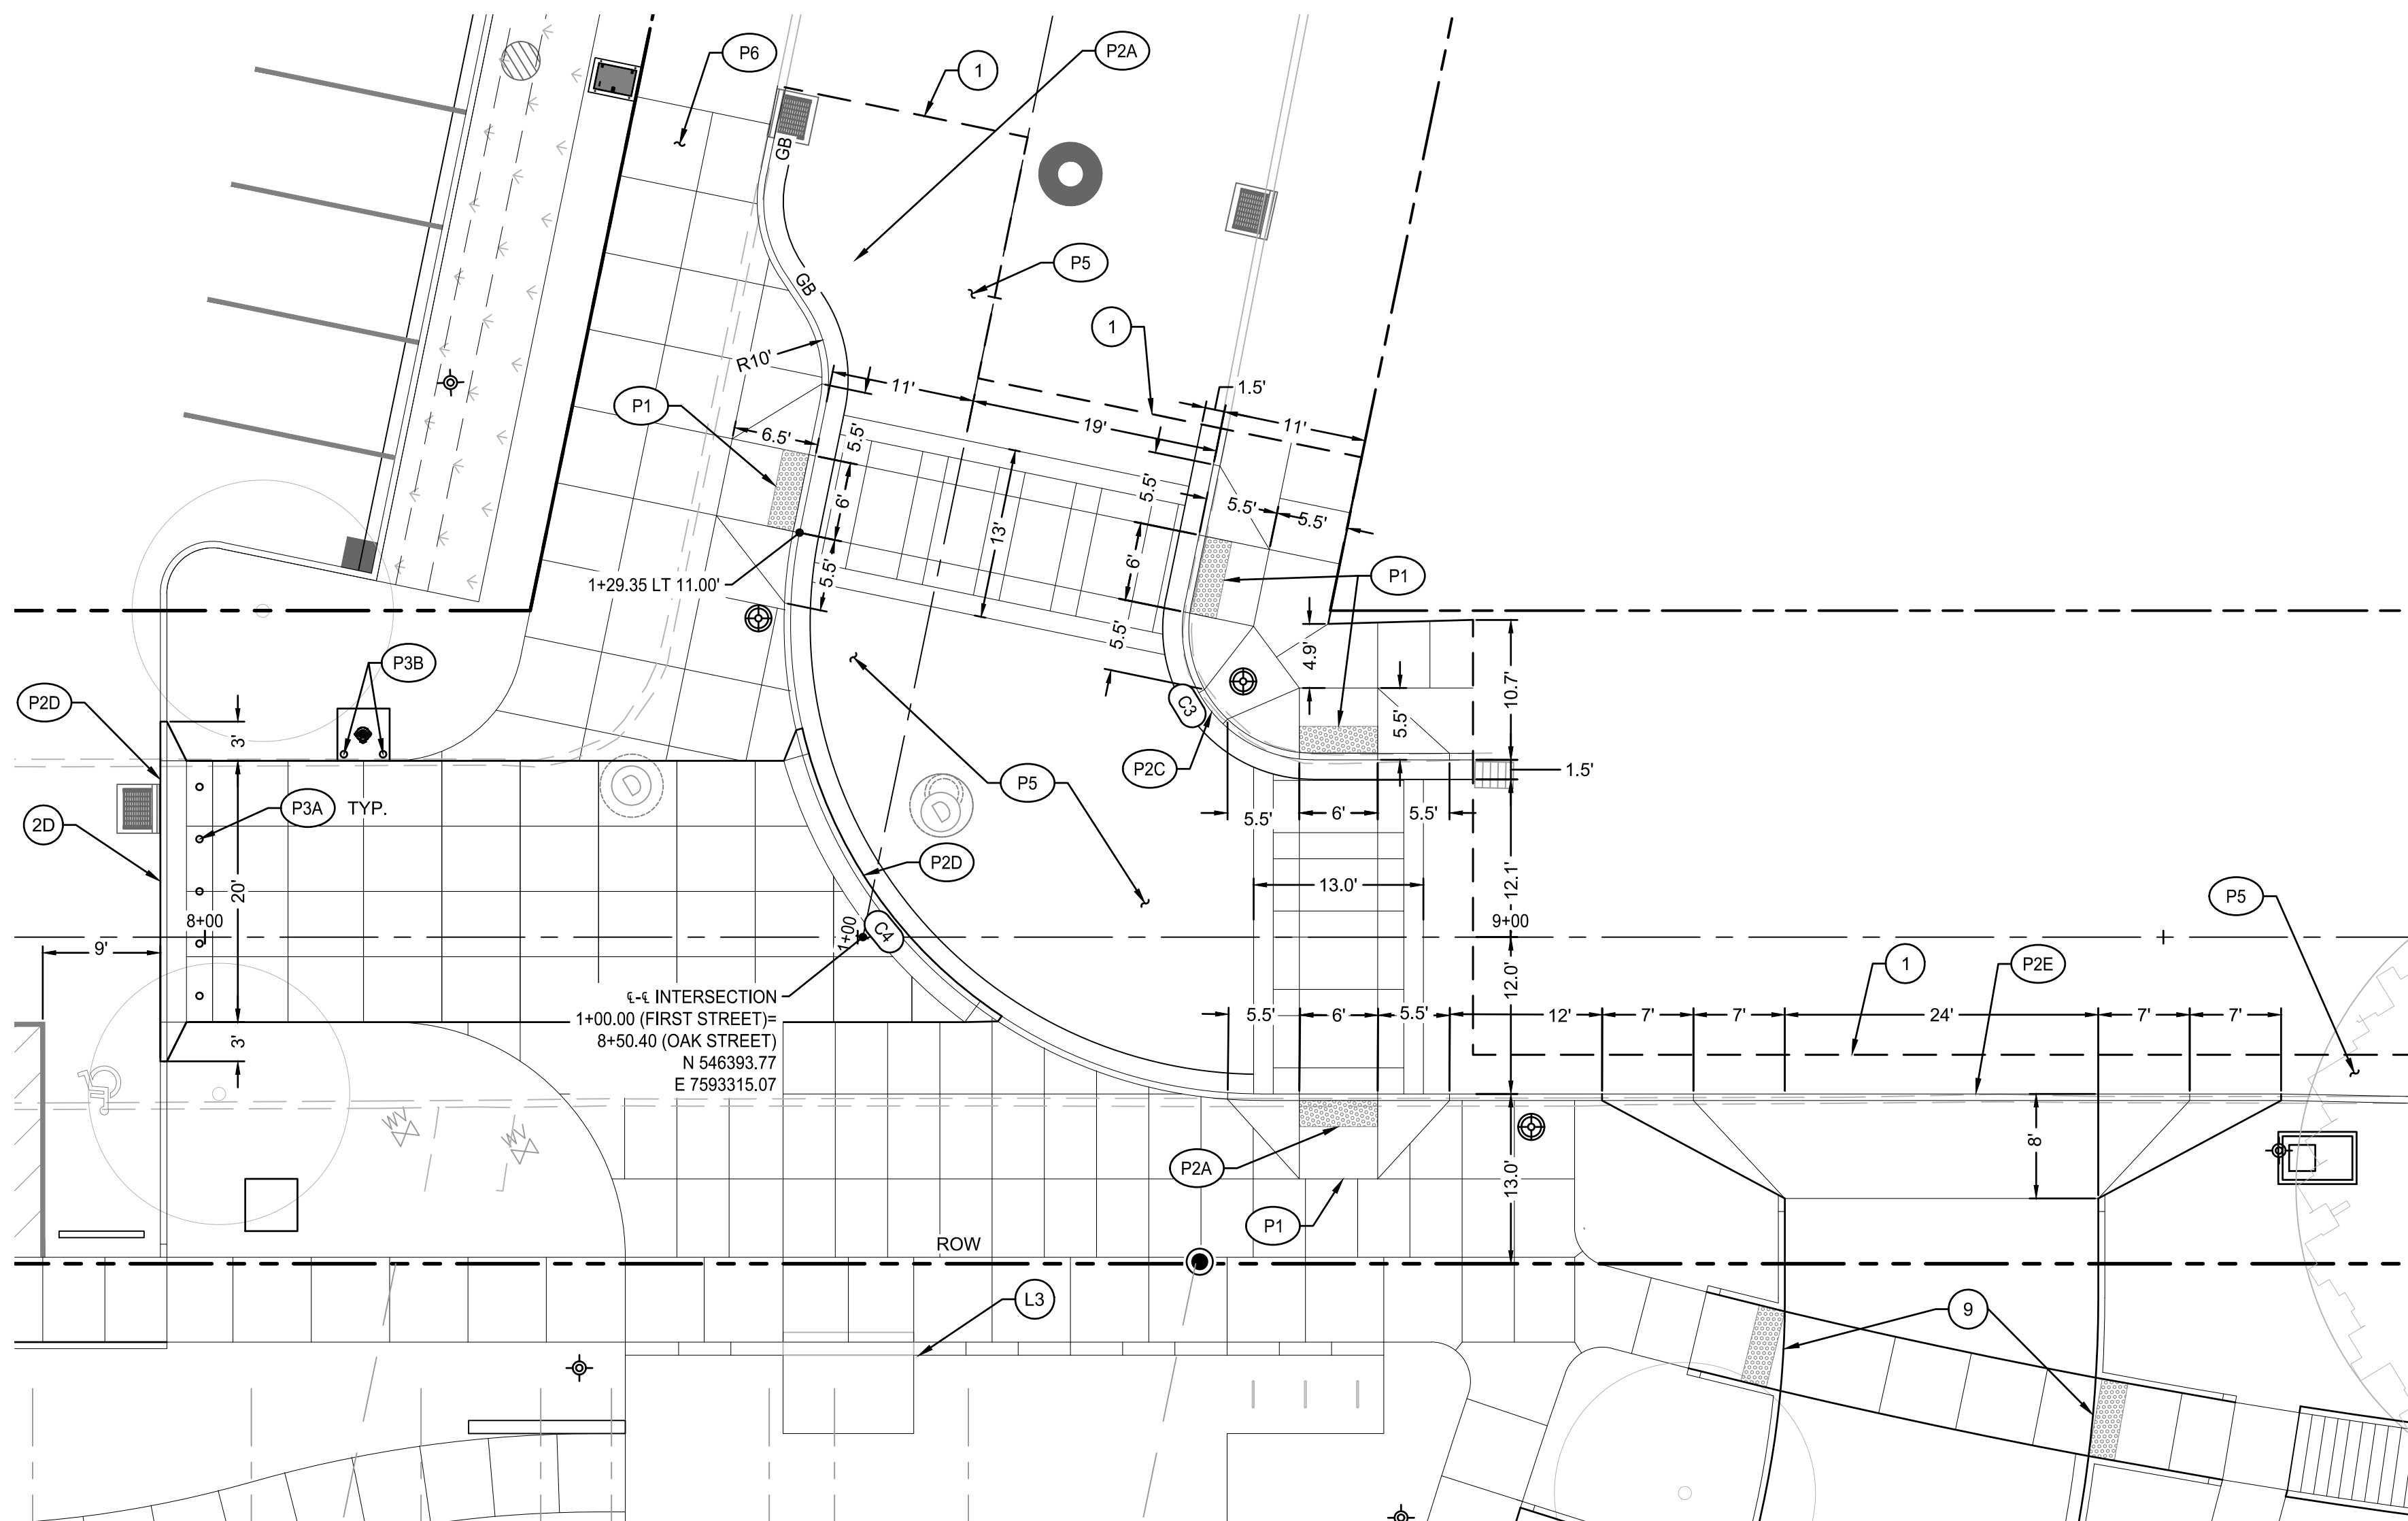 P6
1
P2A
GB
P5
GB
1
R10'
11'
1.5'
P1
19'
11'
6.5'
5.5'
5.5'
5.5'
5.5'
6'
13'
6'
1+29.35 LT 11.00'
5.5'
P1
5.5'
4.9'
10.7'
P3B
P2D
C3
5.5'
3'
P2C
P5
1.5'
P3A TYP.
2D
5.5'
6'
5.5'
P2D
20'
13.0'
12.1'
P5
8+00
1+00
C4
9+00
9'
1
P2E
℄-℄ INTERSECTION
1+00.00 (FIRST STREET)=
8+50.40 (OAK STREET)
N 546393.77
E 7593315.07
12.0'
5.5'
6'
5.5'
12'
7'
7'
24'
7'
7'
3'
D
D
W
W
8'
P2A
13.0'
P1
ROW
L3
9